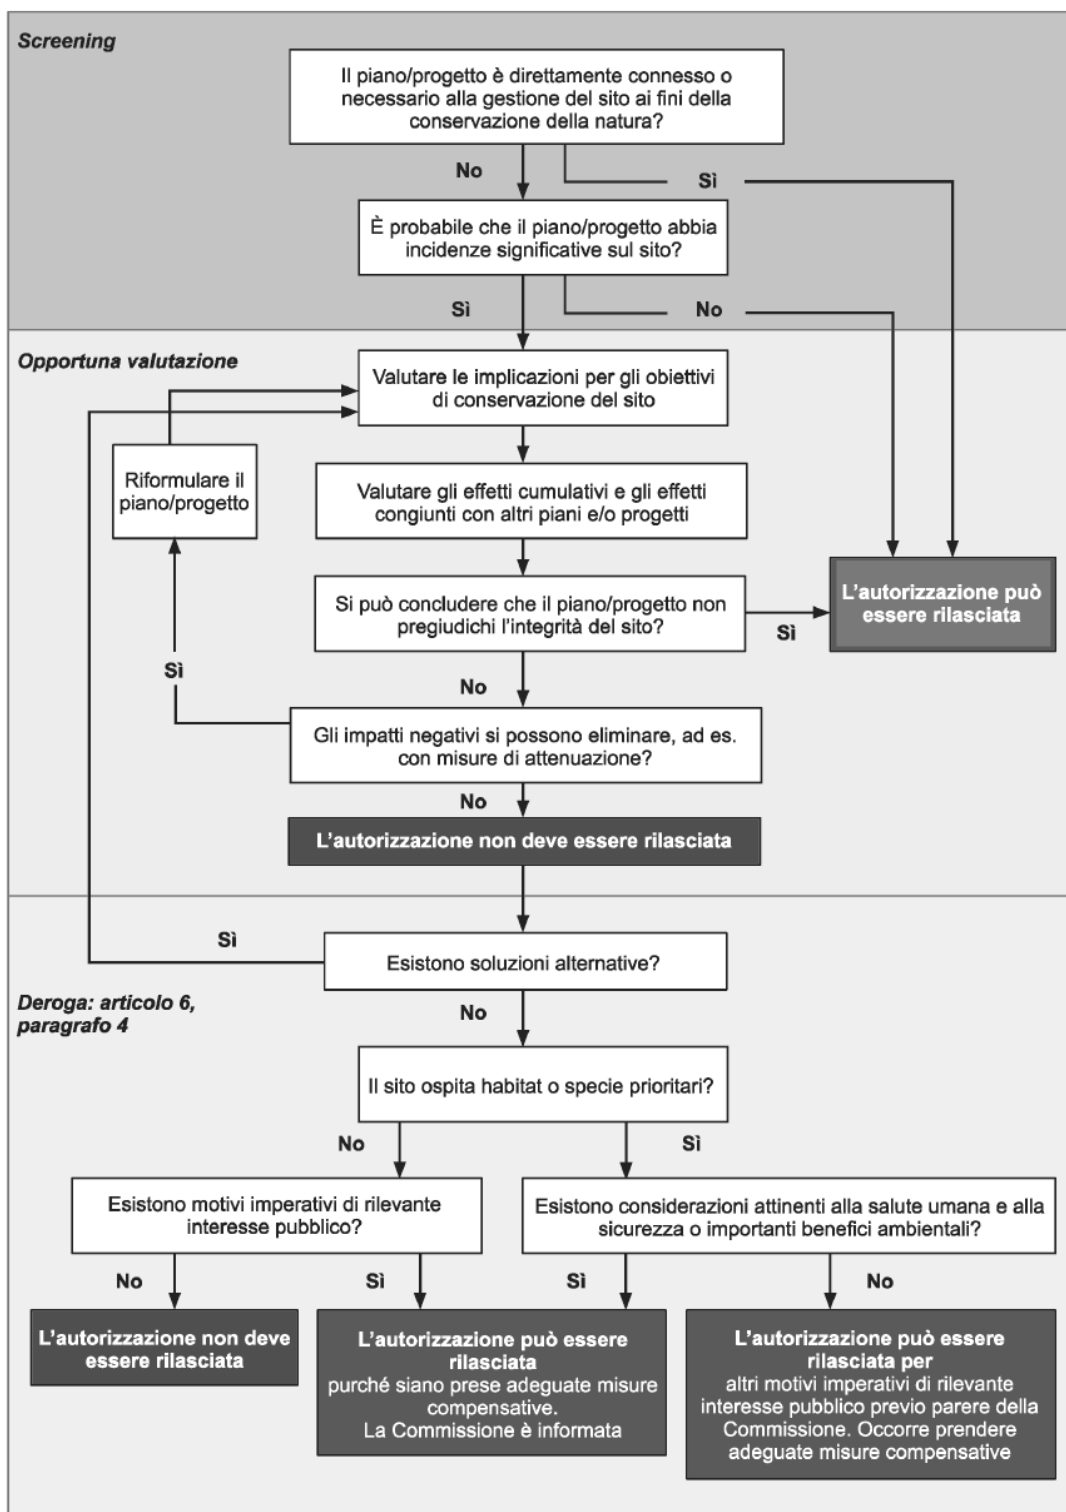 Screening
Il piano/progetto è direttamente connesso o
necessario alla gestione del sito ai fini della
conservazione della natura?
No
Sì
È probabile che il piano/progetto abbia
incidenze significative sul sito?
Sì
No
Opportuna valutazione
Valutare le implicazioni per gli obiettivi
di conservazione del sito
Riformulare il
piano/progetto
Valutare gli effetti cumulativi e gli effetti
congiunti con altri piani e/o progetti
Si può concludere che il piano/progetto non
pregiudichi l'integrità del sito?
Sì
L'autorizzazione può
essere rilasciata
Sì
No
Gli impatti negativi si possono eliminare, ad es.
con misure di attenuazione?
No
L'autorizzazione non deve essere rilasciata
Sì
Esistono soluzioni alternative?
Deroga: articolo 6,
paragrafo 4
No
Il sito ospita habitat o specie prioritari?
No
Sì
Esistono motivi imperativi di rilevante
interesse pubblico?
Esistono considerazioni attinenti alla salute umana e alla
sicurezza o importanti benefici ambientali?
No
Sì
Sì
No
L'autorizzazione non deve
essere rilasciata
L'autorizzazione può essere
rilasciata
purché siano prese adeguate misure
compensative.
La Commissione è informata
L'autorizzazione può essere
rilasciata per
altri motivi imperativi di rilevante
interesse pubblico previo parere della
Commissione. Occorre prendere
adeguate misure compensative